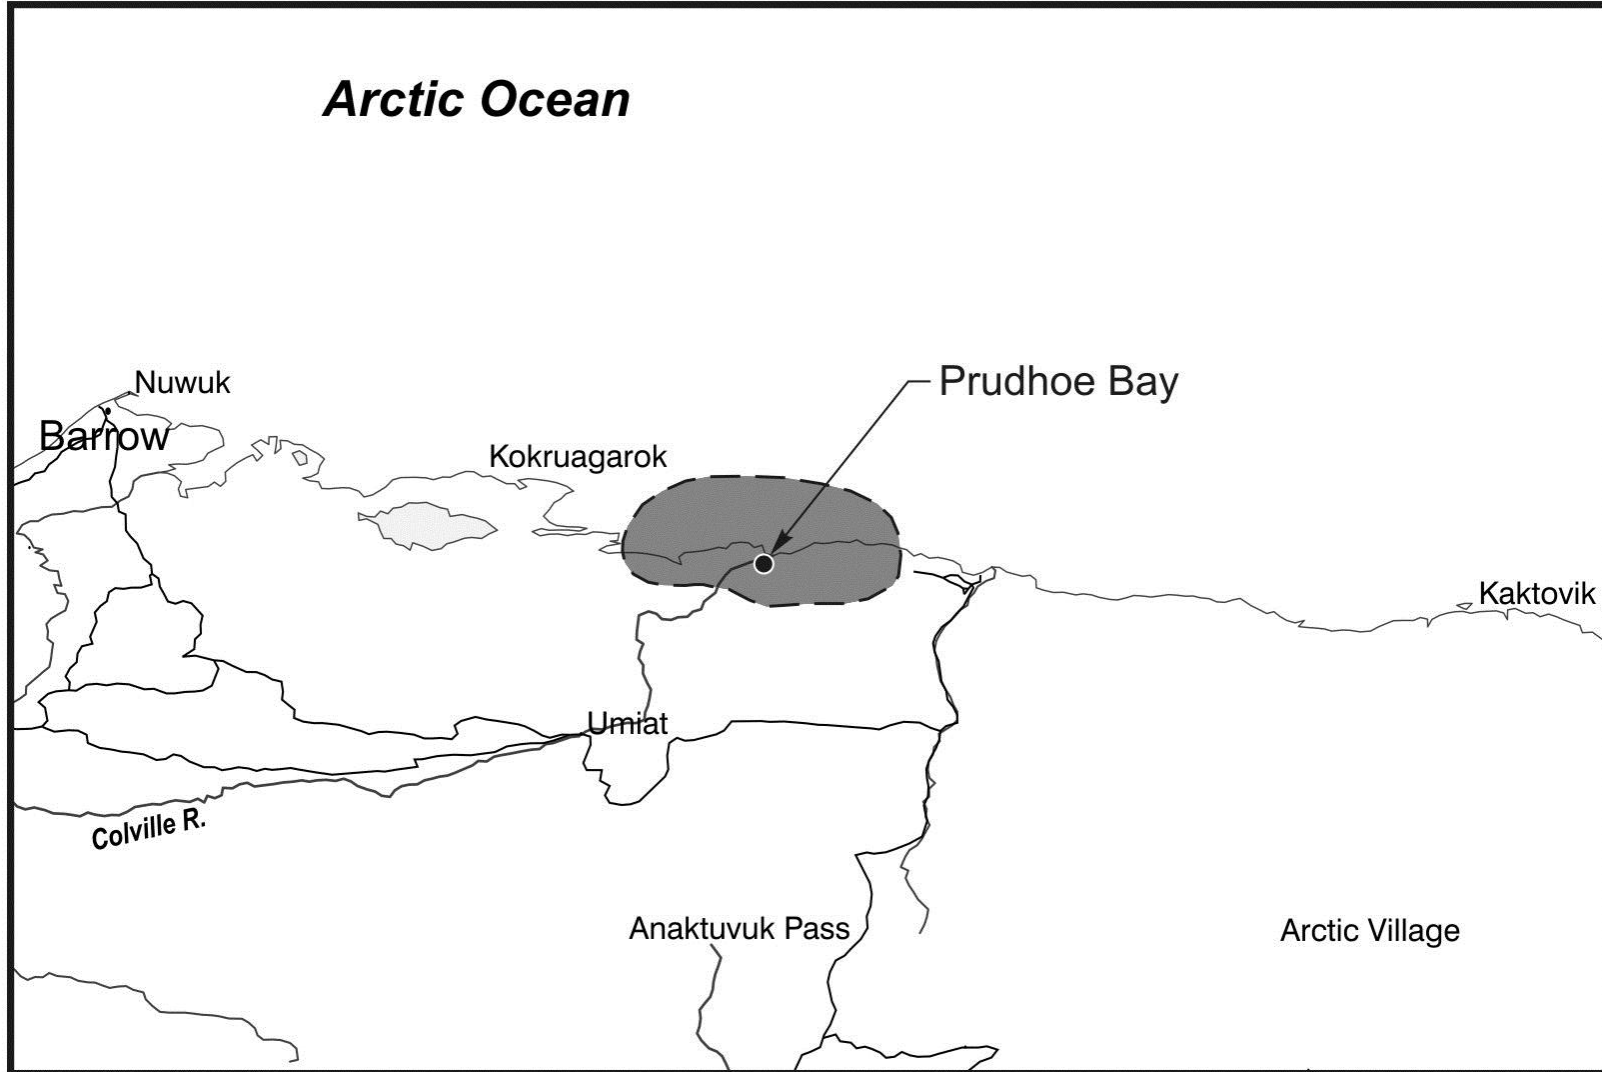 Arctic Ocean
Nuwuk
Prudhoe Bay
Barrow
Kokruagarok
Kaktovik
Umiat
Colville R.
Anaktuvuk Pass
Arctic Village